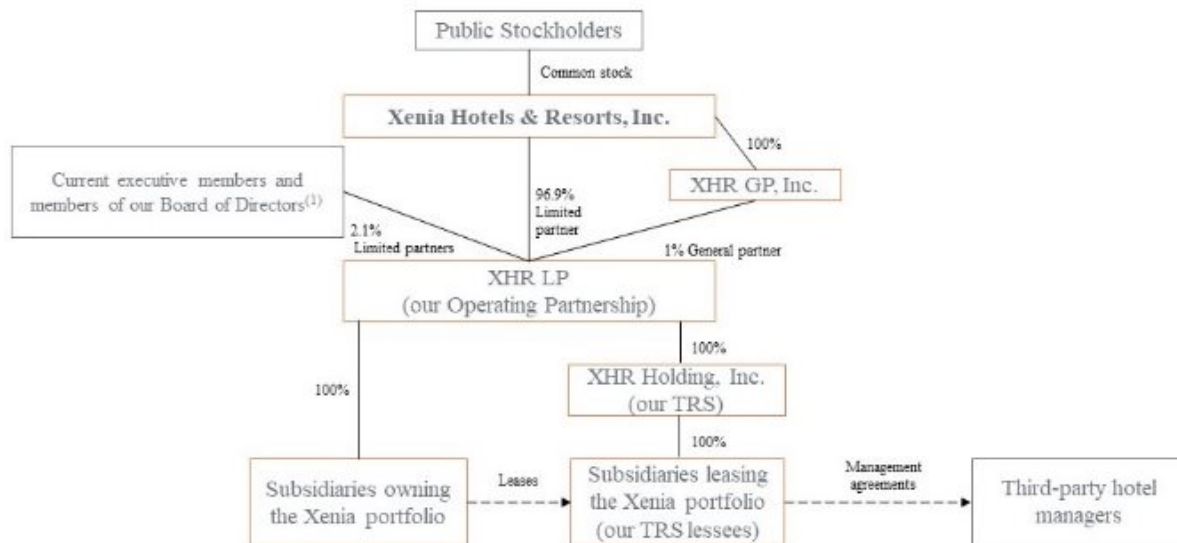 Public Stockholders
Common stock
Xenia Hotels & Resorts, Inc.
100%
XHR GP, Inc.
Current executive members and
members of our Board of Directors(1)
96.9%
Limited
partner
2.1%
Limited partners
1% General partner
XHR LP
(our Operating Partnership)
100%
100%
XHR Holding, Inc.
(our TRS)
100%
Subsidiaries owning
the Xenia portfolio
Leases
Subsidiaries leasing
the Xenia portfolio
(our TRS lessees)
Management
agreements
Third-party hotel
managers